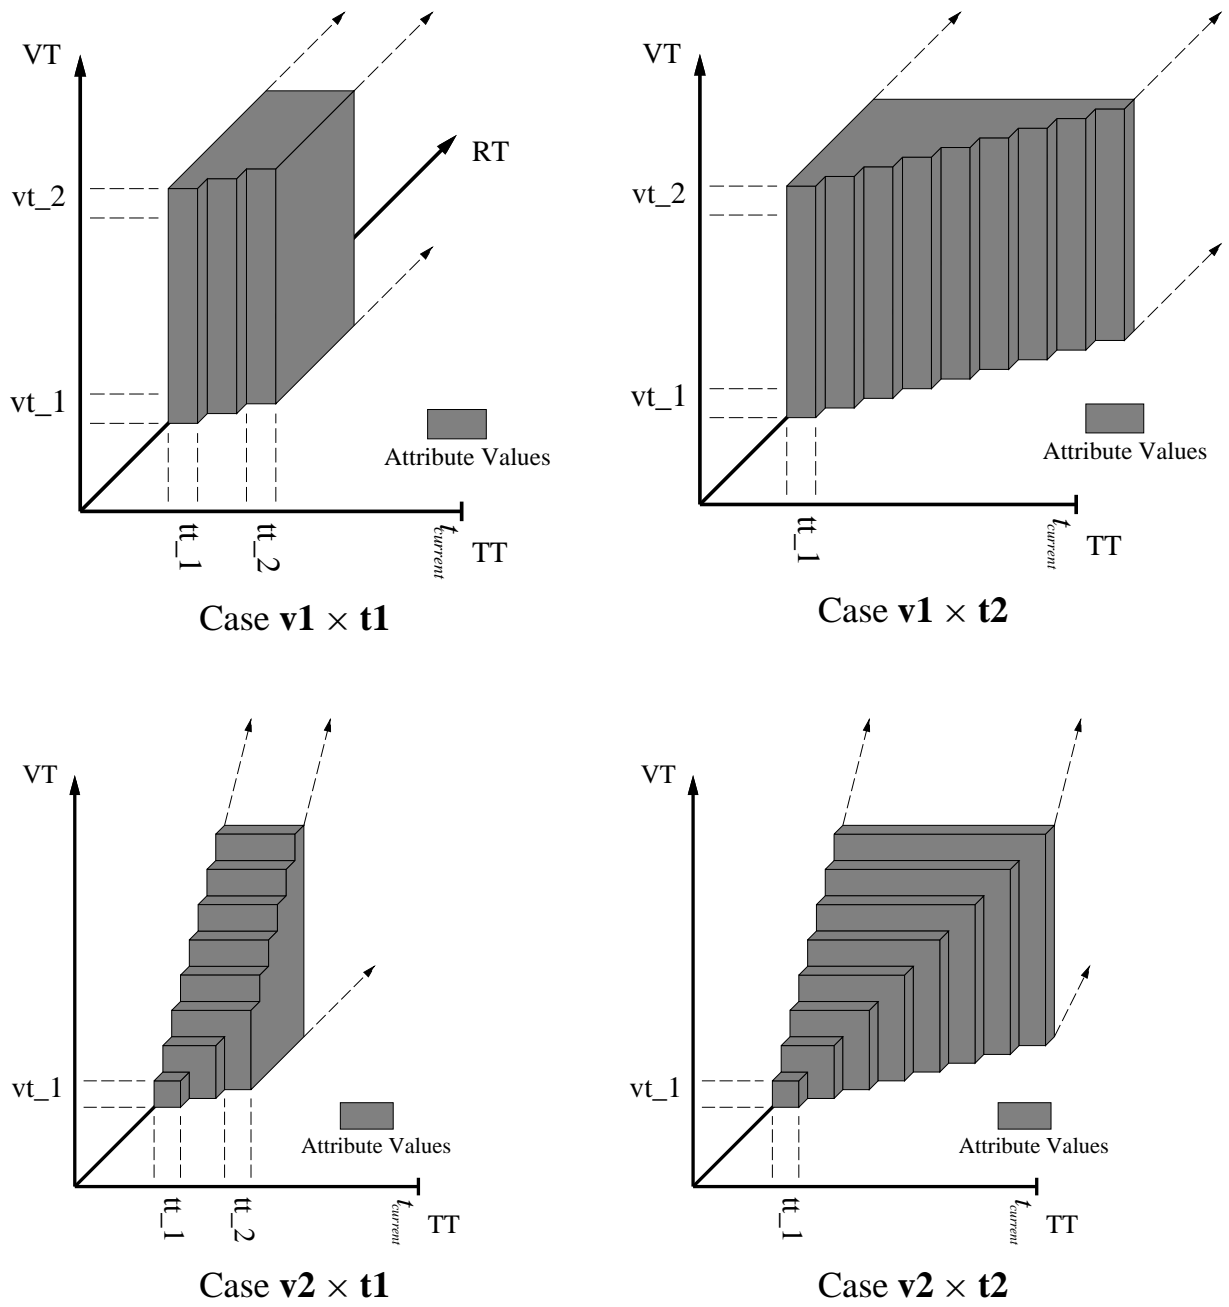 VT
RT
vt_2
vt_1
Attribute Values
tt_1
tt_2
t_current
TT
Case v1 × t1
VT
vt_2
vt_1
Attribute Values
tt_1
t_current
TT
Case v1 × t2
VT
vt_1
Attribute Values
tt_1
tt_2
t_current
TT
Case v2 × t1
VT
vt_1
Attribute Values
tt_1
t_current
TT
Case v2 × t2